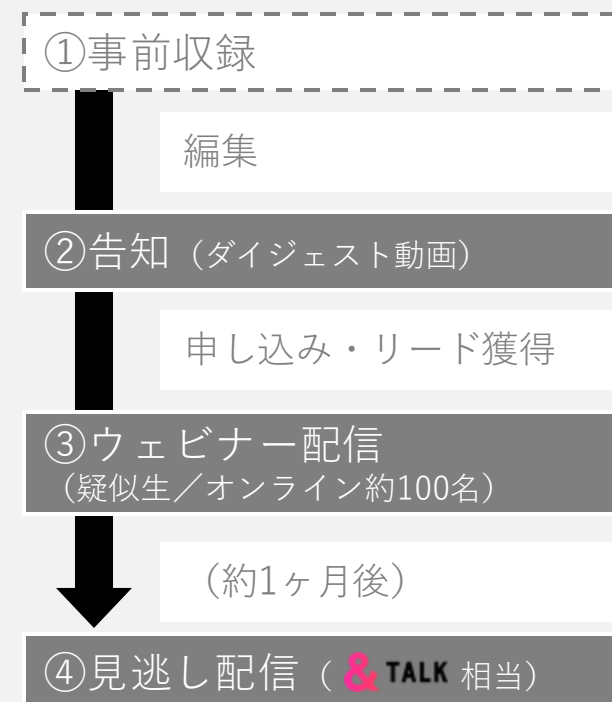 ①事前収録
編集
②告知（ダイジェスト動画）
申し込み・リード獲得
③ウェビナー配信
（疑似生／オンライン約100名）
（約1ヶ月後）
④見逃し配信（ & TALK 相当）